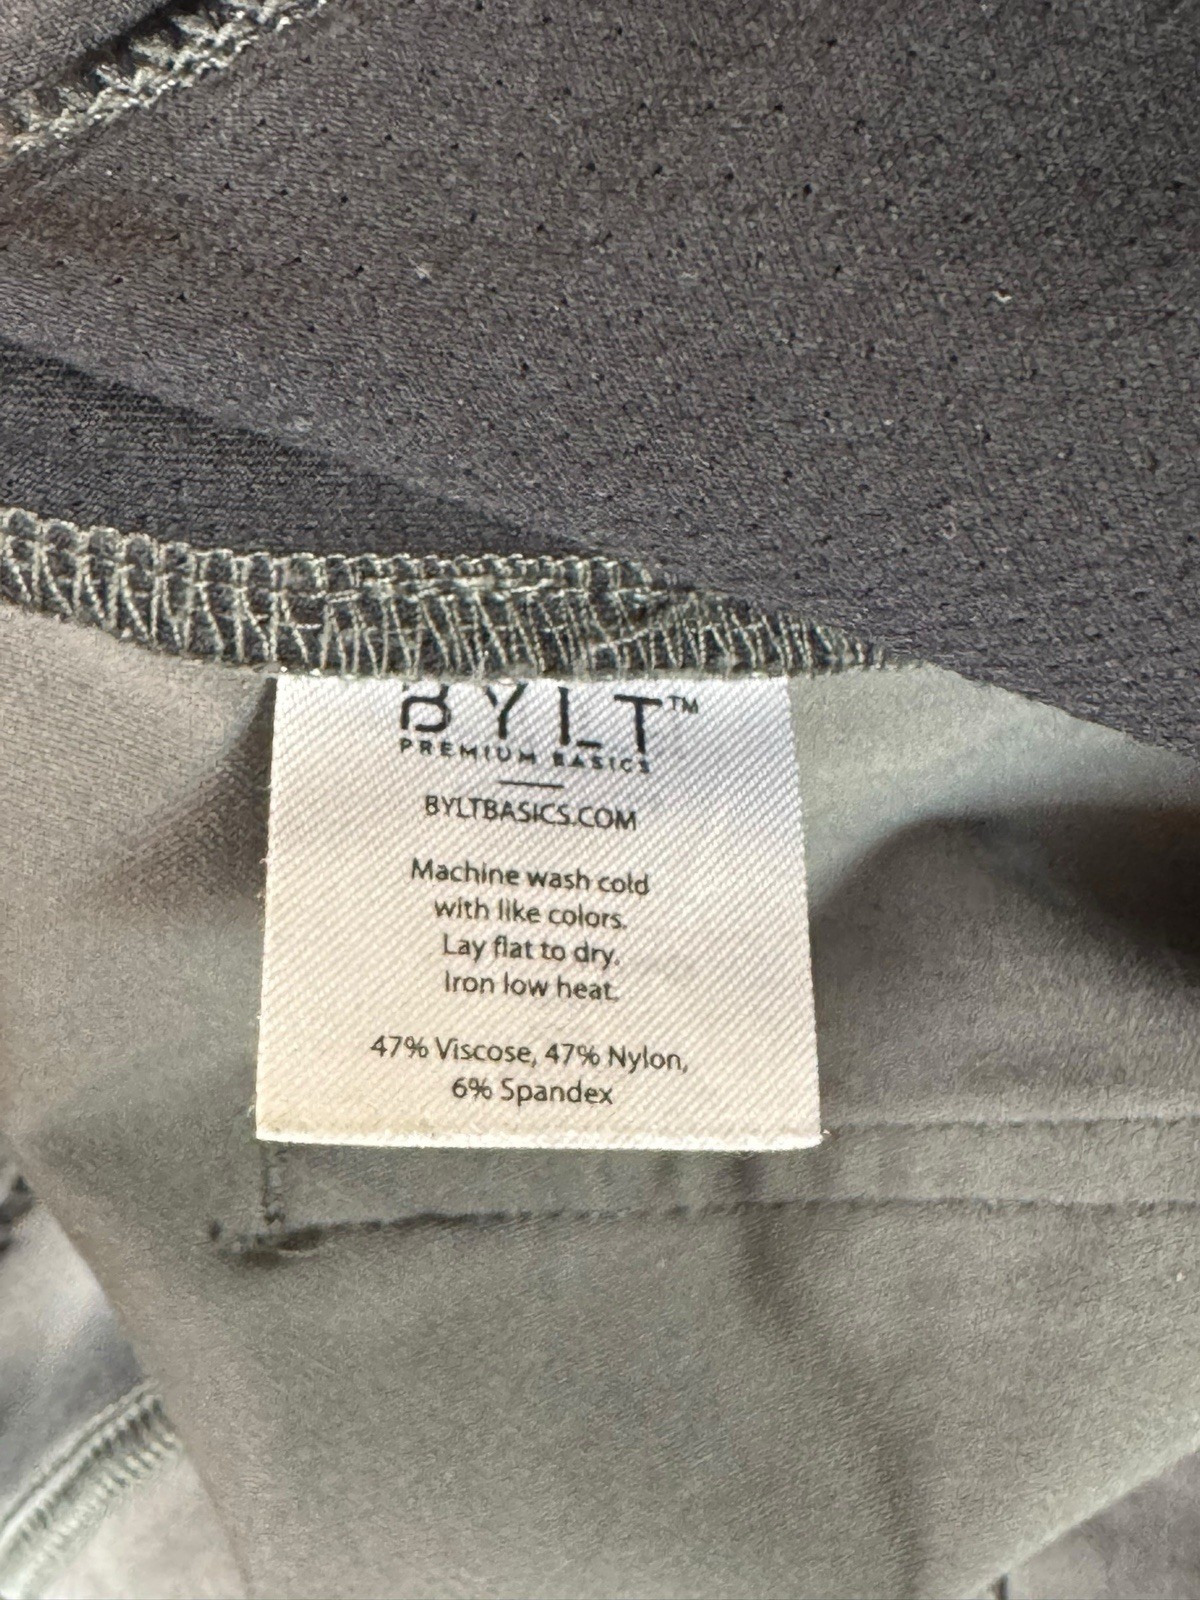 BYLT™
PREMIUM BASICS
BYLTBASICS.COM
Machine wash cold
with like colors.
Lay flat to dry.
Iron low heat.
47% Viscose, 47% Nylon,
6% Spandex